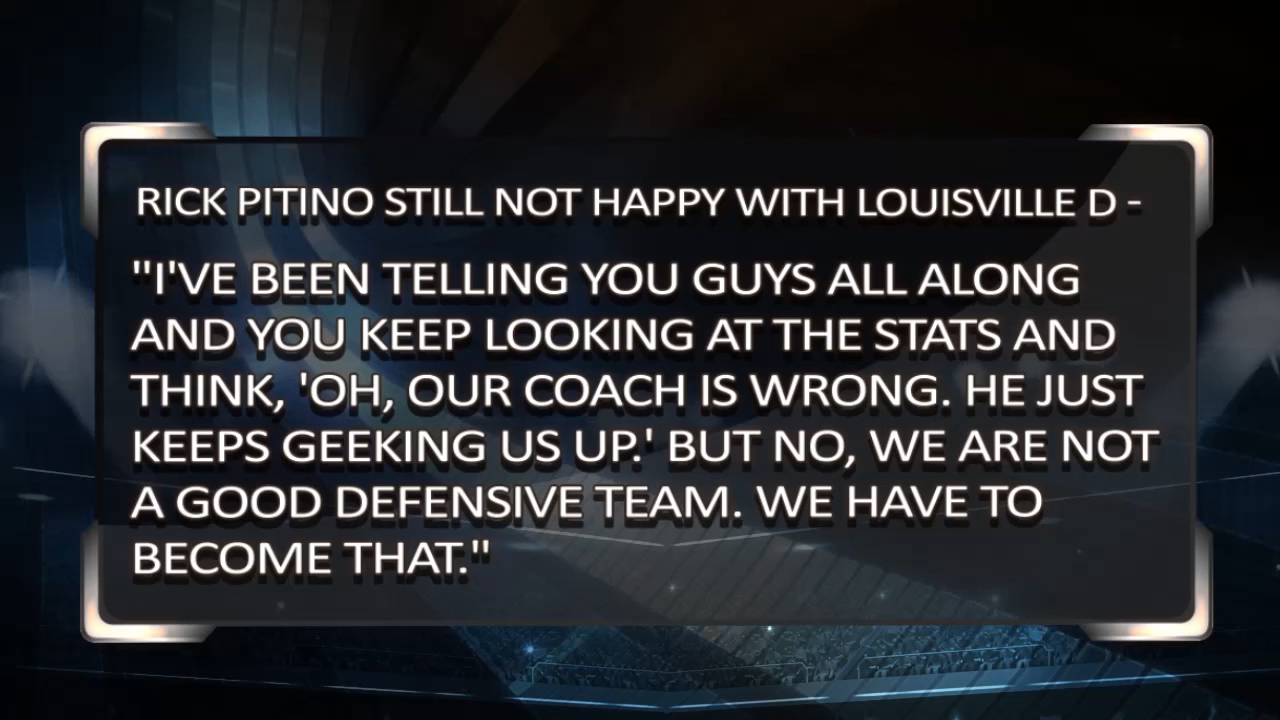 RICK PITINO STILL NOT HAPPY WITH LOUISVILLE D -
"I'VE BEEN TELLING YOU GUYS ALL ALONG
AND YOU KEEP LOOKING AT THE STATS AND
THINK, 'OH, OUR COACH IS WRONG. HE JUST
KEEPS GEEKING US UP.' BUT NO, WE ARE NOT
A GOOD DEFENSIVE TEAM. WE HAVE TO
BECOME THAT."